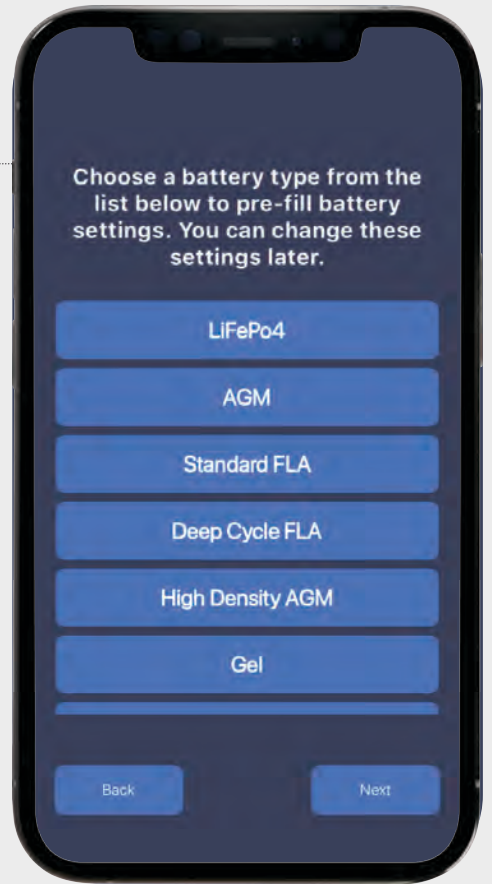 Choose a battery type from the
list below to pre-fill battery
settings. You can change these
settings later.
LiFePo4
AGM
Standard FLA
Deep Cycle FLA
High Density AGM
Gel
Back
Next